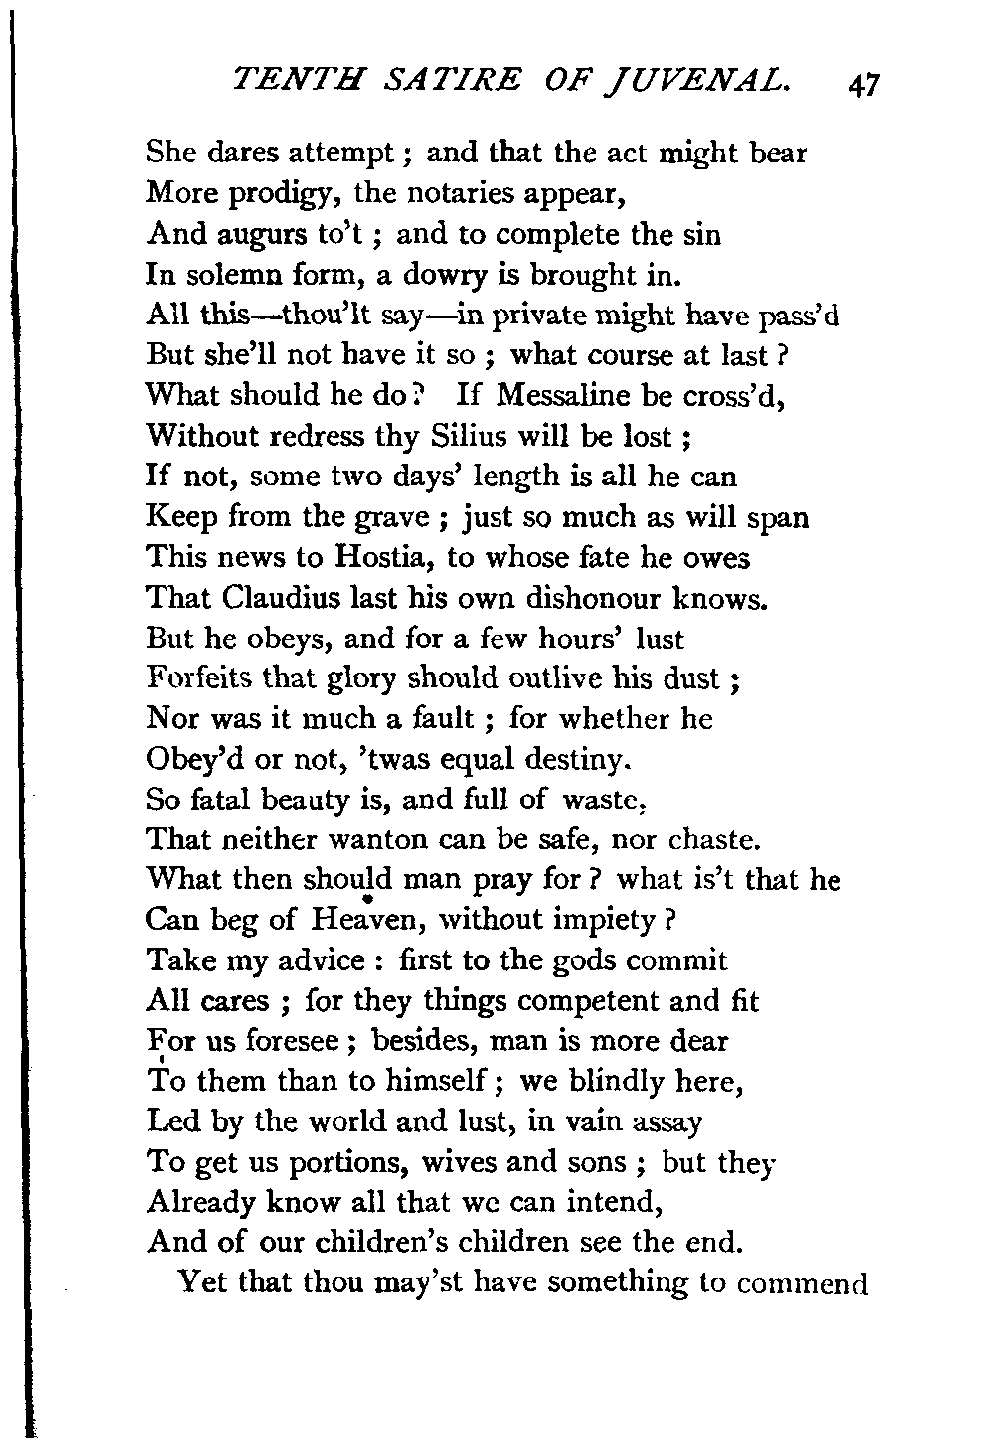 TENTH SATIRE OF JUVENAL. 47
She dares attempt ; and that the act might bear
More prodigy, the notaries appear,
And augurs to't ; and to complete the sin
In solemn form, a dowry is brought in.
All this—thou'lt say—in private might have pass'd
But she'll not have it so ; what course at last ?
What should he do ? If Messaline be cross'd,
Without redress thy Silius will be lost ;
If not, some two days' length is all he can
Keep from the grave ; just so much as will span
This news to Hostia, to whose fate he owes
That Claudius last his own dishonour knows.
But he obeys, and for a few hours' lust
Forfeits that glory should outlive his dust ;
Nor was it much a fault ; for whether he
Obey'd or not, 'twas equal destiny.
So fatal beauty is, and full of waste,
That neither wanton can be safe, nor chaste.
What then should man pray for ? what is't that he
Can beg of Heaven, without impiety ?
Take my advice : first to the gods commit
All cares ; for they things competent and fit
For us foresee ; besides, man is more dear
To them than to himself ; we blindly here,
Led by the world and lust, in vain assay
To get us portions, wives and sons ; but they
Already know all that we can intend,
And of our children's children see the end.
Yet that thou may'st have something to commend